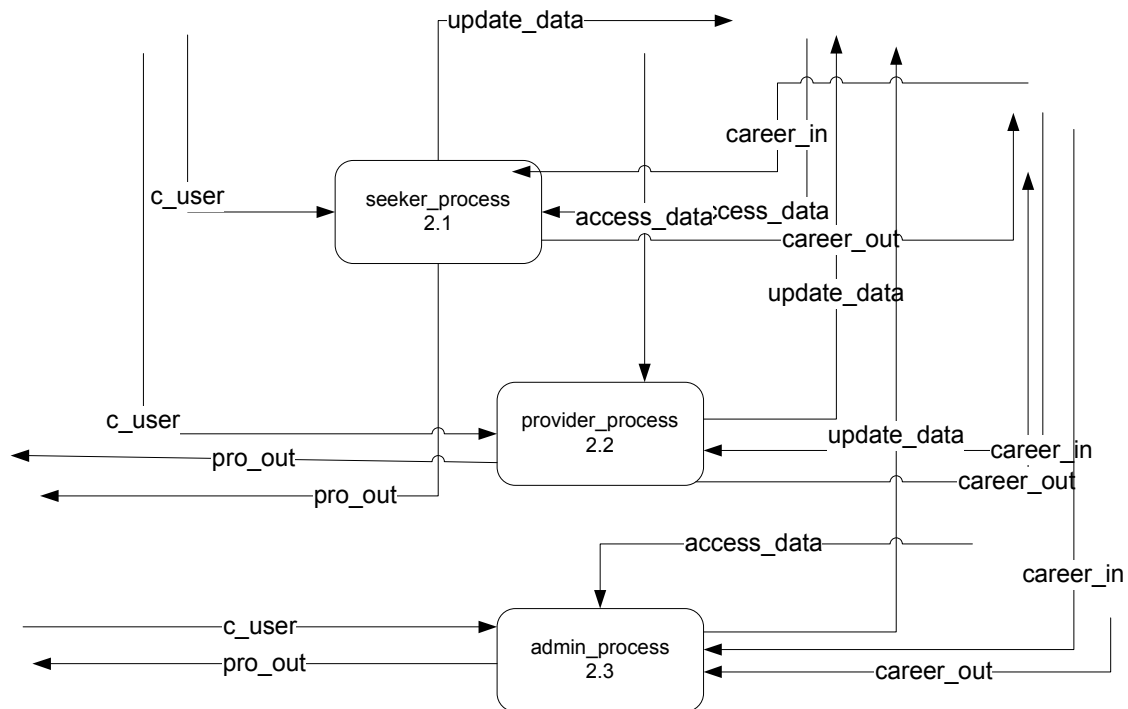 update_data
career_in
seeker_process
2.1
c_user
access_data
ccess_data
career_out
update_data
provider_process
2.2
c_user
update_data
career_in
pro_out
career_out
pro_out
access_data
career_in
c_user
admin_process
2.3
pro_out
career_out